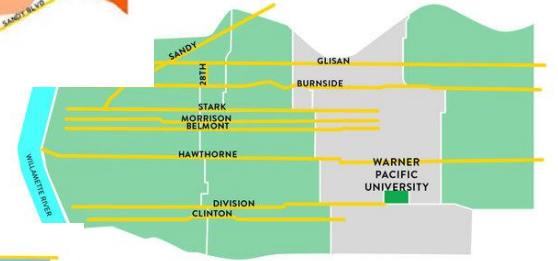 SANDY BLVD
SANDY
GLISAN
28TH
BURNSIDE
STARK
MORRISON
BELMONT
HAWTHORNE
WARNER
PACIFIC
UNIVERSITY
WILLAMETTE RIVER
DIVISION
CLINTON